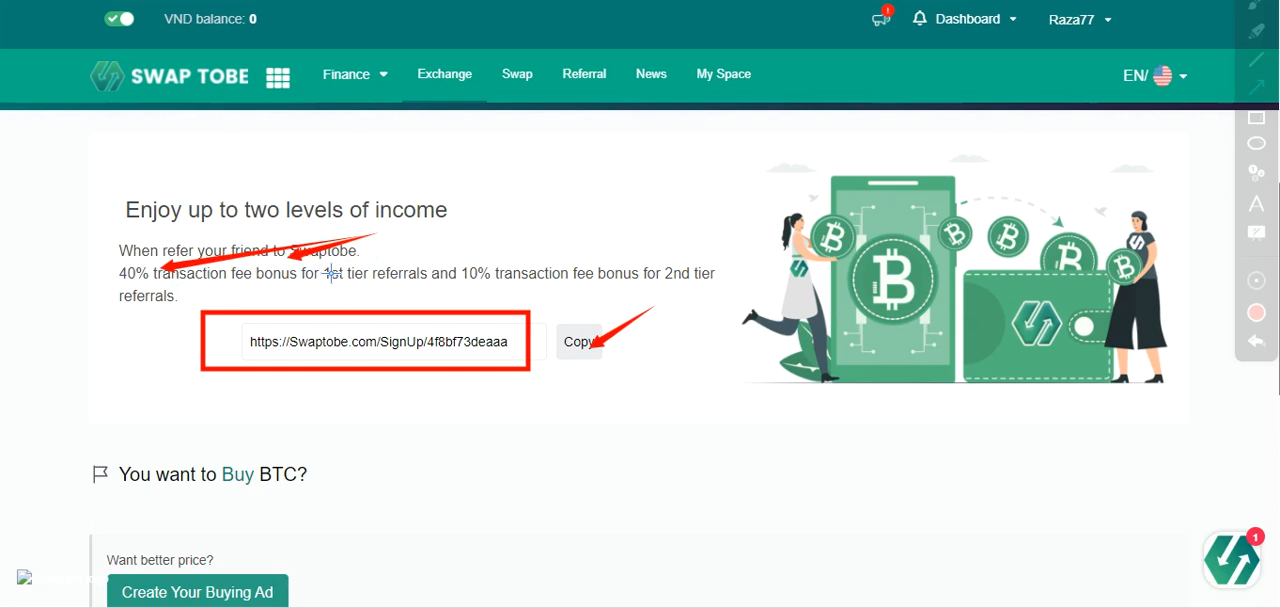 VND balance: 0
!
Dashboard
Raza77
SWAP TOBE
Finance
Exchange
Swap
Referral
News
My Space
EN/
Enjoy up to two levels of income
When refer your friend to Swaptobe.
40% transaction fee bonus for 1st tier referrals and 10% transaction fee bonus for 2nd tier
referrals.
https://Swaptobe.com/SignUp/4f8bf73deaaa
Copy
You want to Buy BTC?
Want better price?
Create Your Buying Ad
1